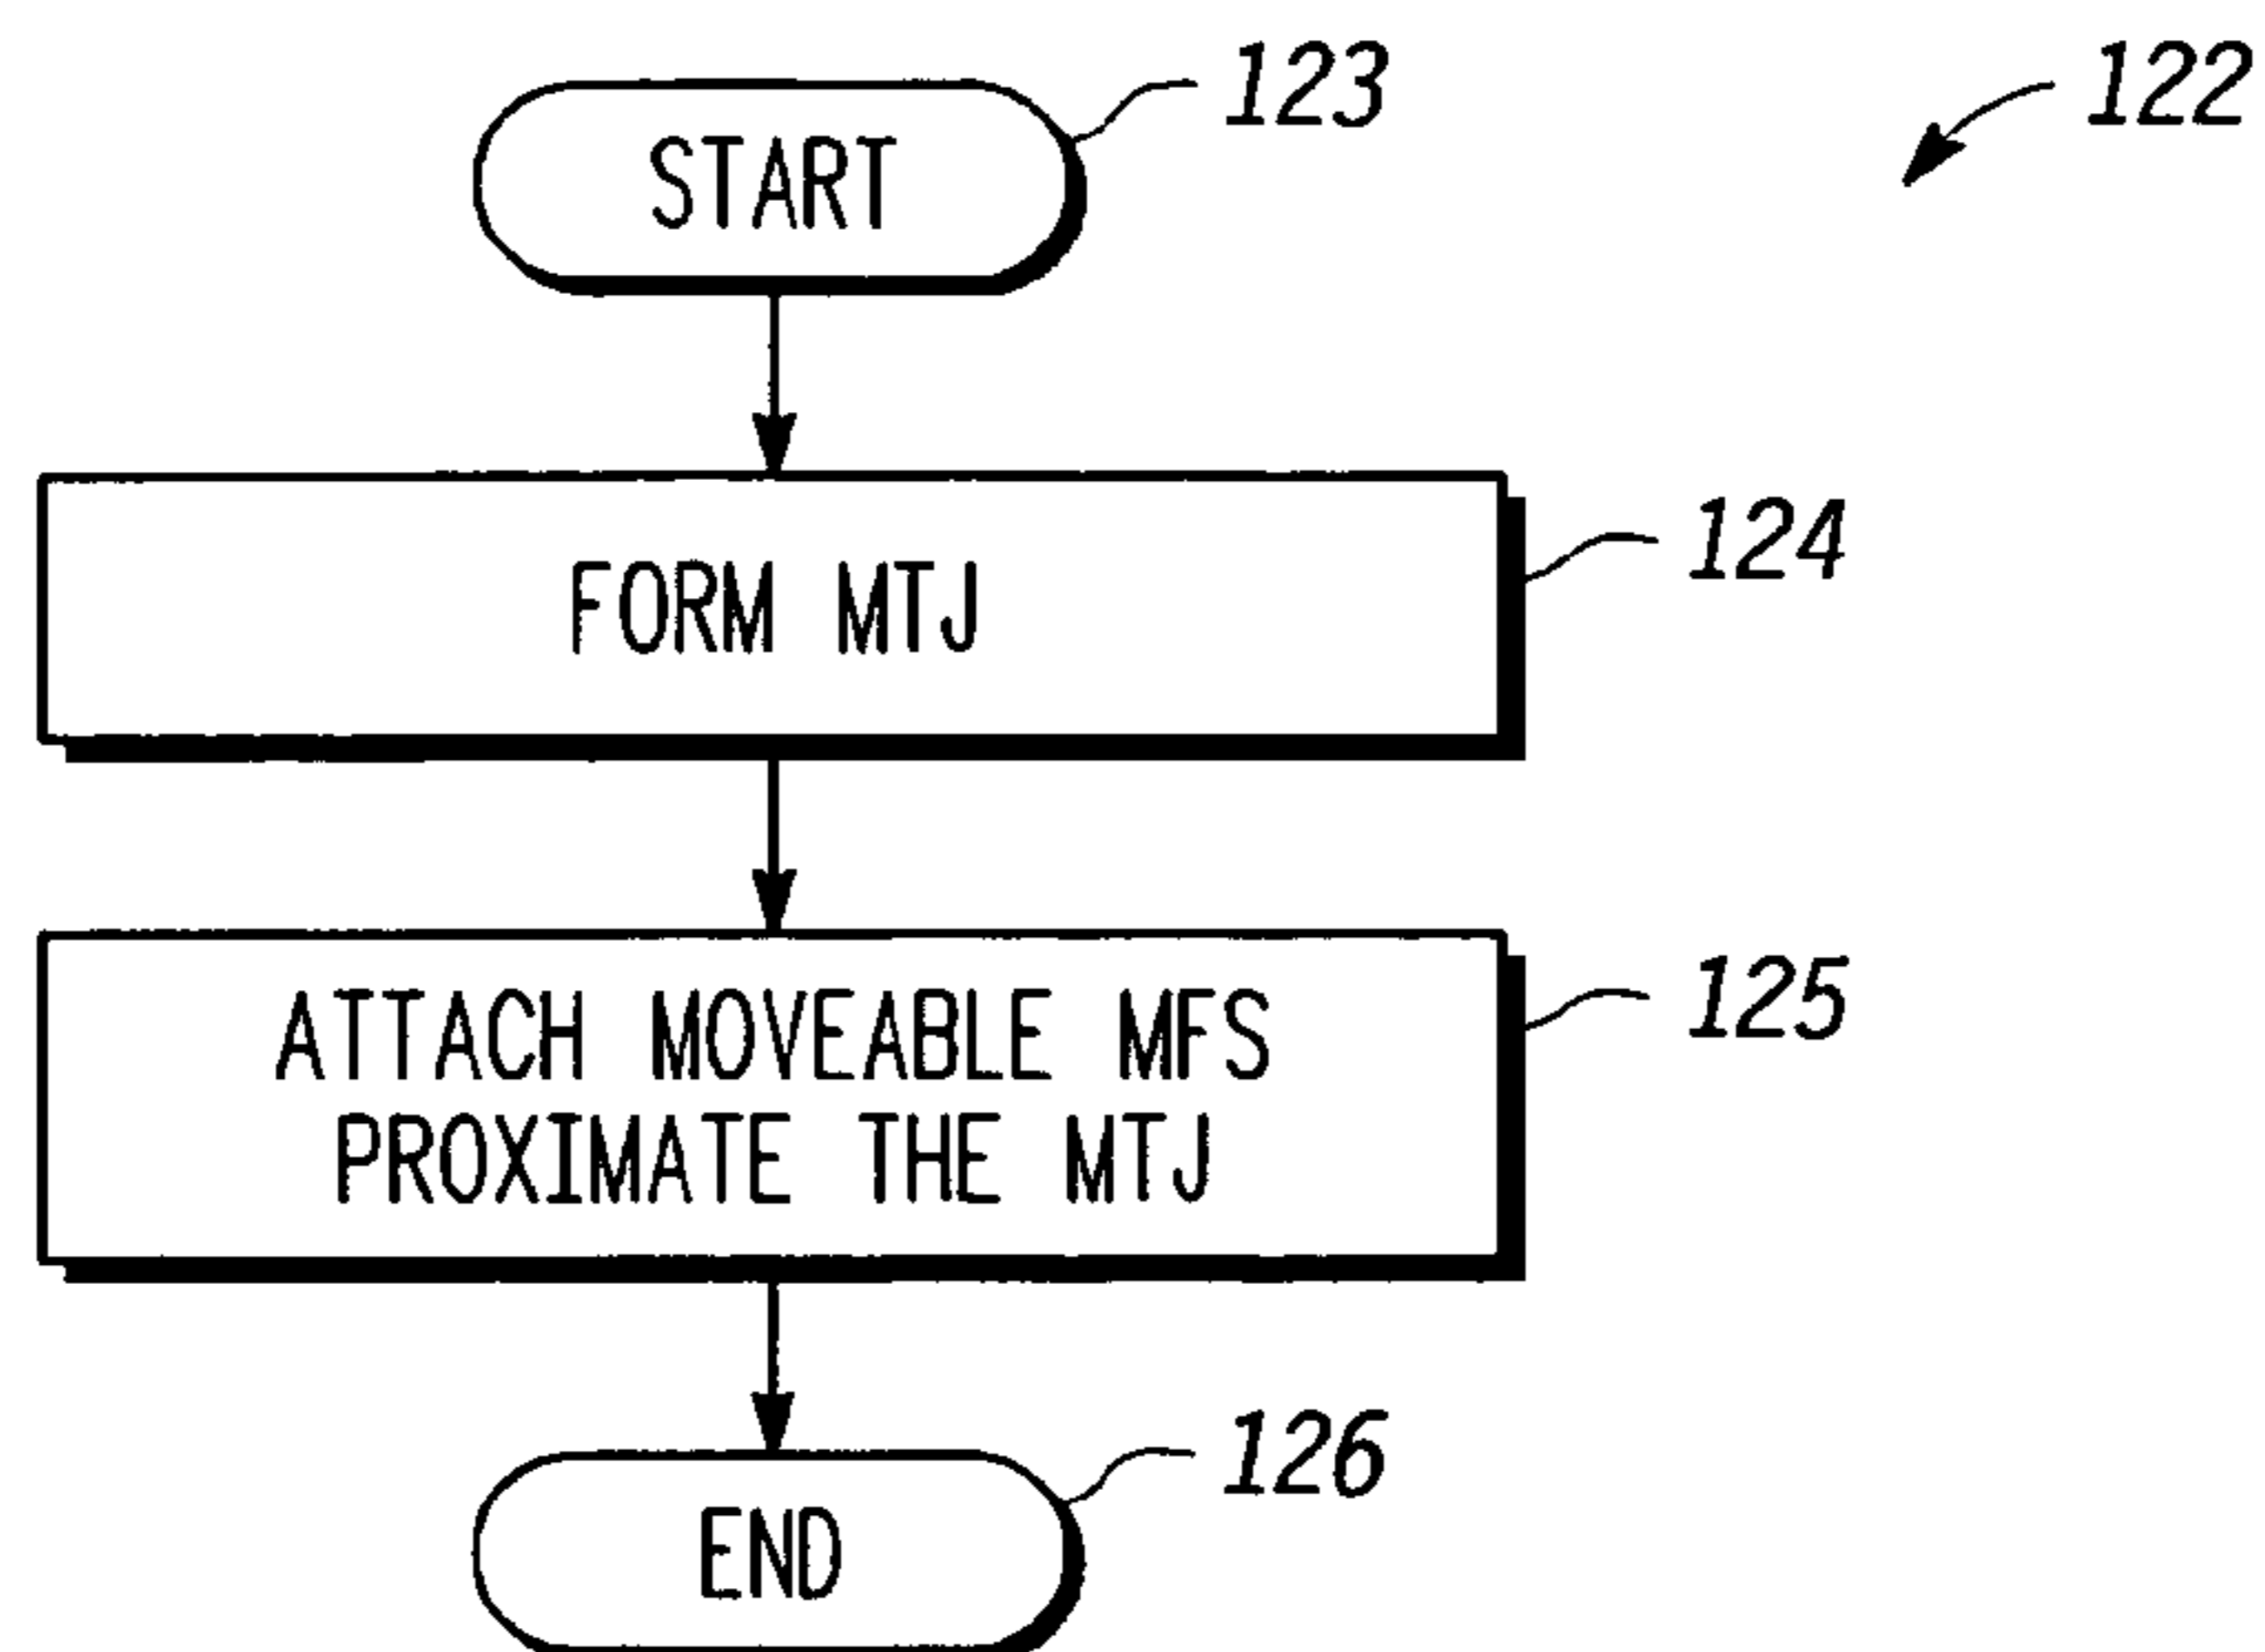 123
122
START
124
FORM MTJ
125
ATTACH MOVEABLE MFS
PROXIMATE THE MTJ
126
END